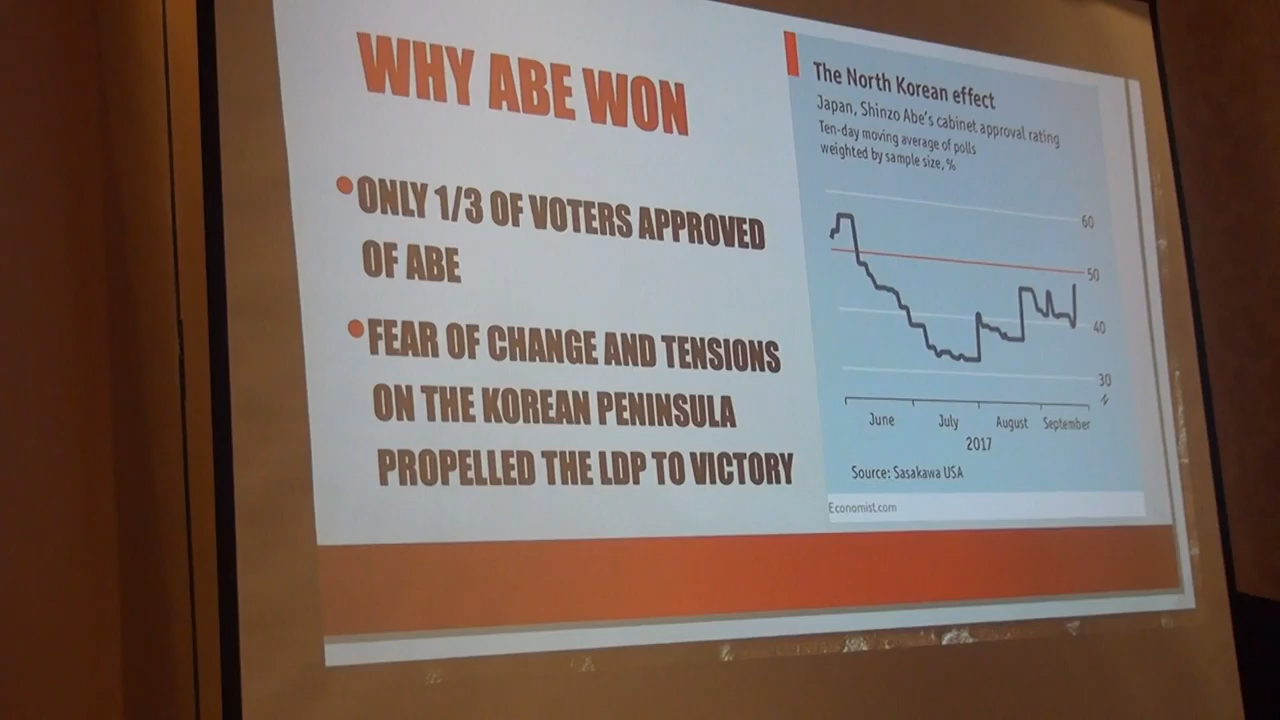 WHY ABE WON
•ONLY 1/3 OF VOTERS APPROVED
OF ABE
•FEAR OF CHANGE AND TENSIONS
ON THE KOREAN PENINSULA
PROPELLED THE LDP TO VICTORY
The North Korean effect
Japan, Shinzo Abe's cabinet approval rating
Ten-day moving average of polls
weighted by sample size, %
60
50
40
30
June July August September
2017
Source: Sasakawa USA
Economist.com